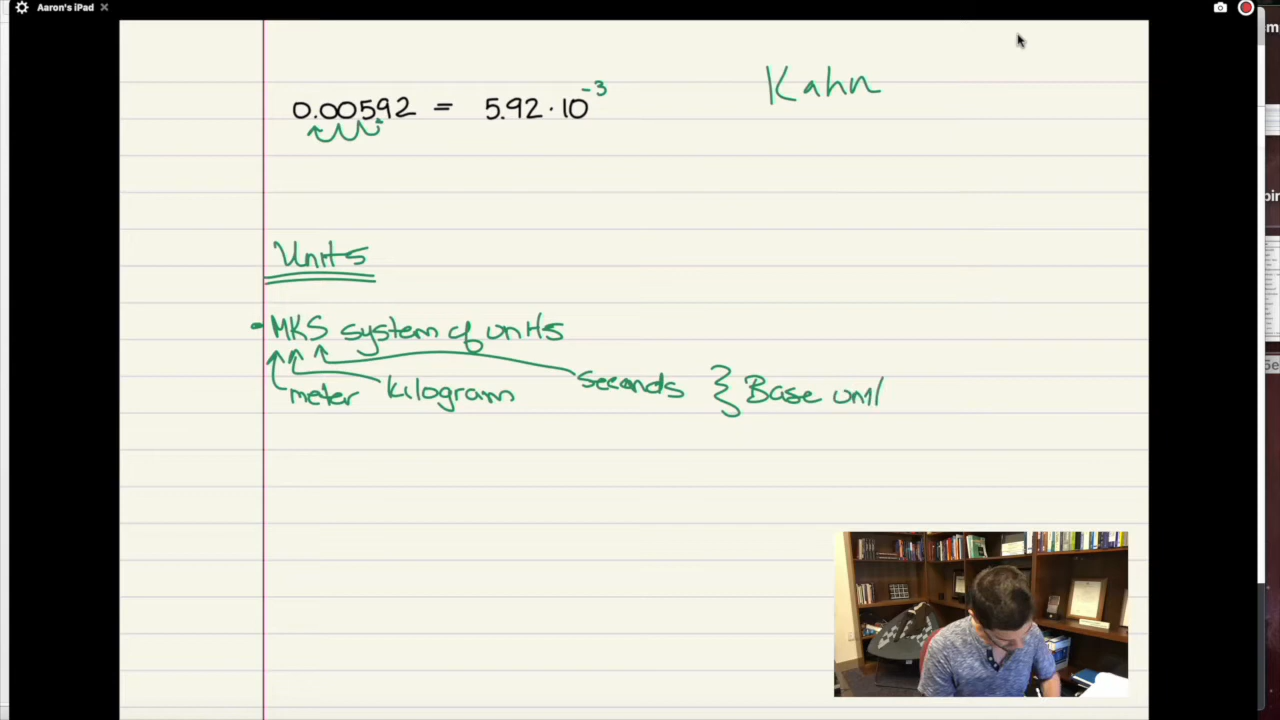 Aaron's iPad
0.00592 = 5.92 · 10⁻³
Kahn
Units
• MKS system of units
meter kilogram seconds } Base unit